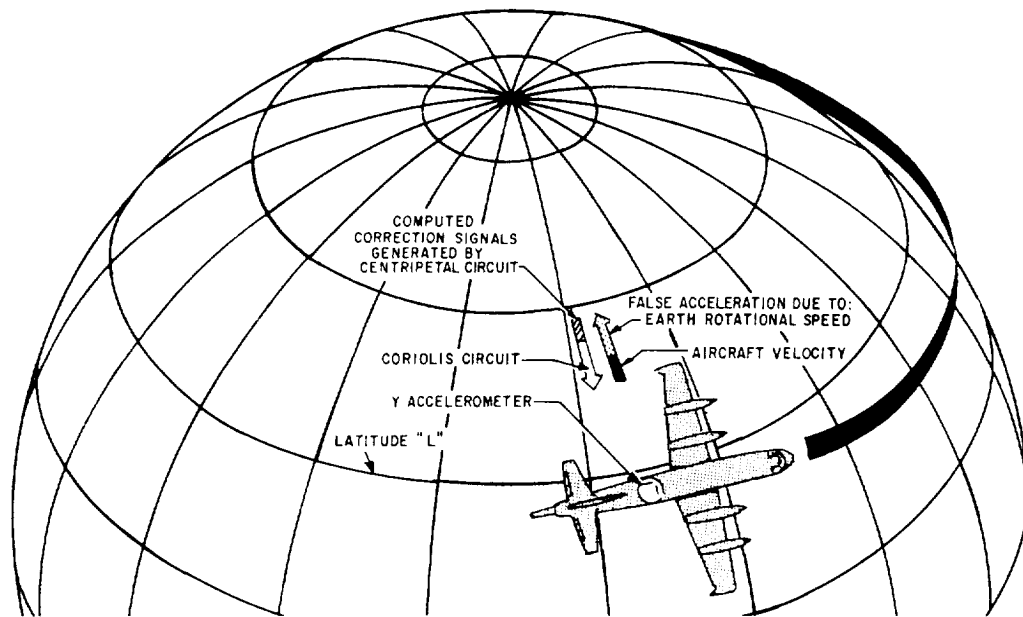 COMPUTED
CORRECTION SIGNALS
GENERATED BY
CENTRIPETAL CIRCUIT
FALSE ACCELERATION DUE TO:
EARTH ROTATIONAL SPEED
CORIOLIS CIRCUIT
AIRCRAFT VELOCITY
Y ACCELEROMETER
LATITUDE "L"